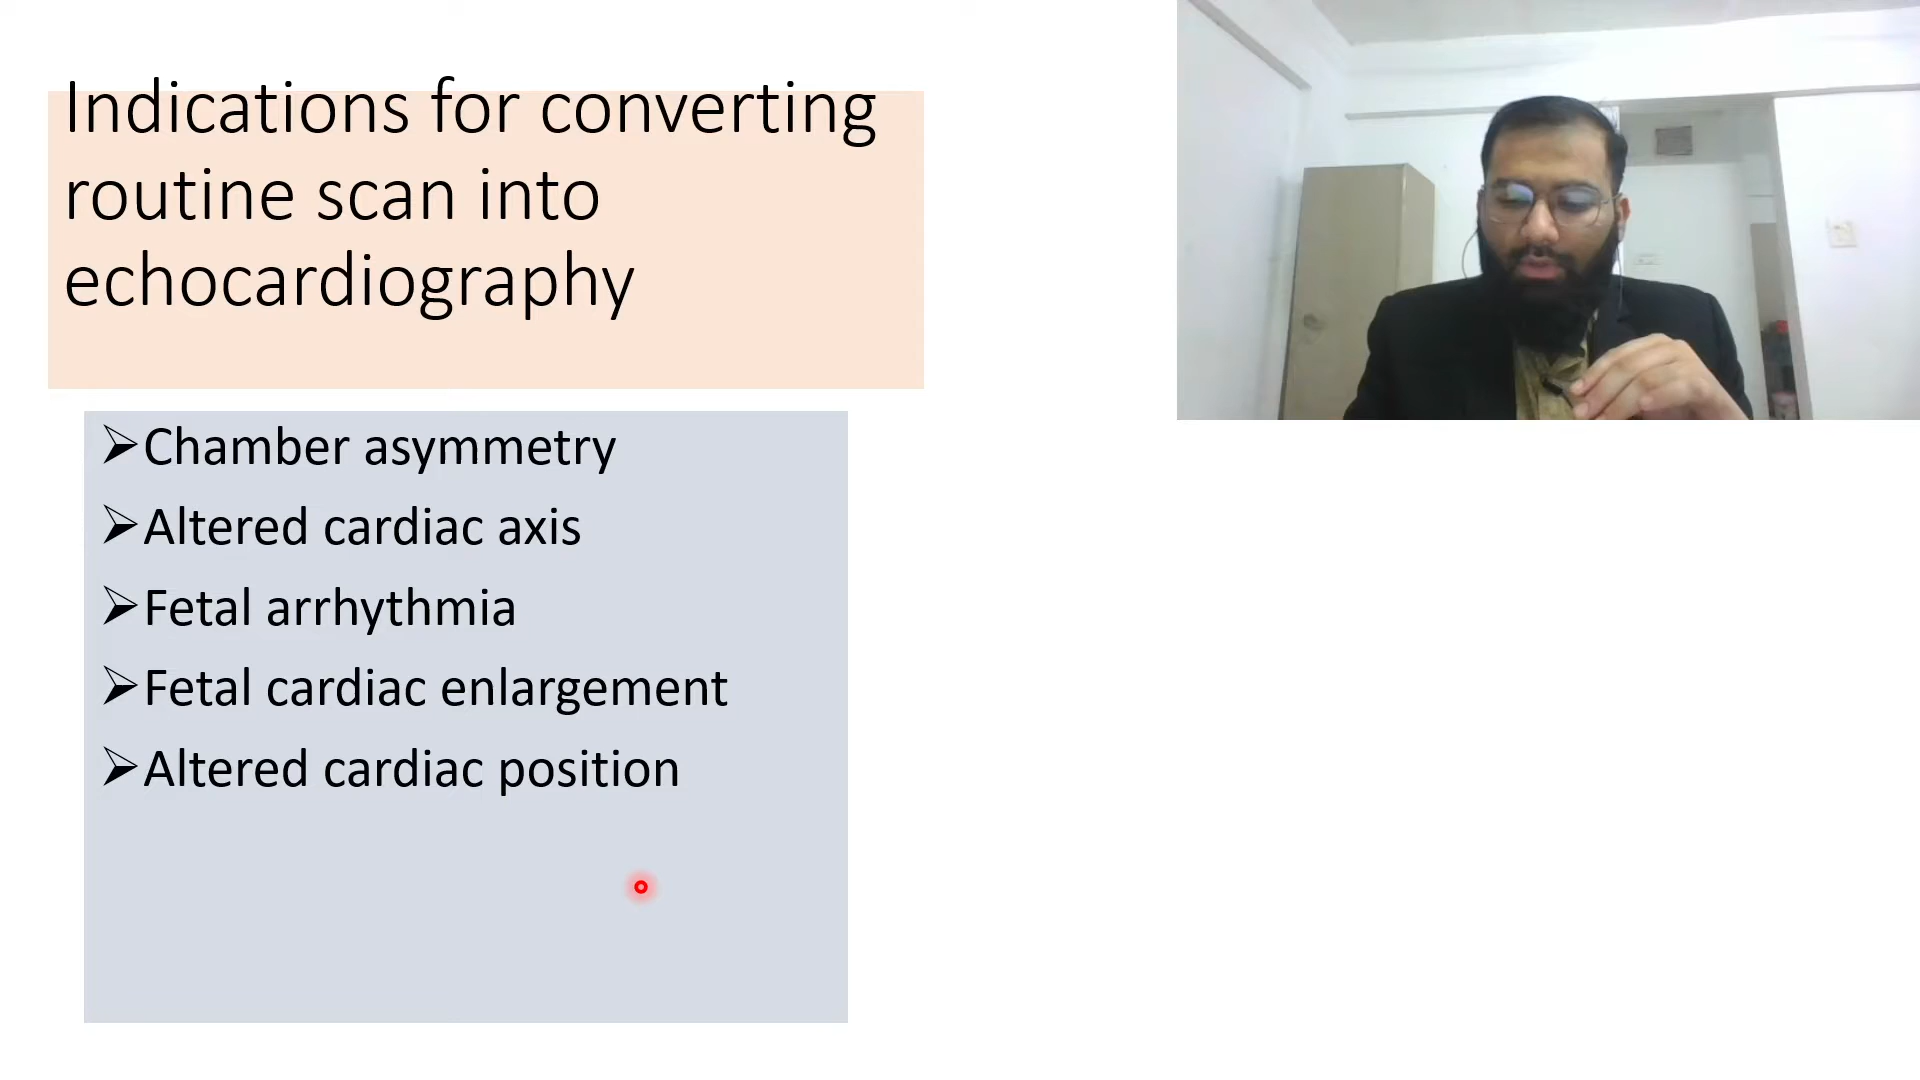 Indications for converting
routine scan into
echocardiography
➢Chamber asymmetry
➢Altered cardiac axis
➢Fetal arrhythmia
➢Fetal cardiac enlargement
➢Altered cardiac position